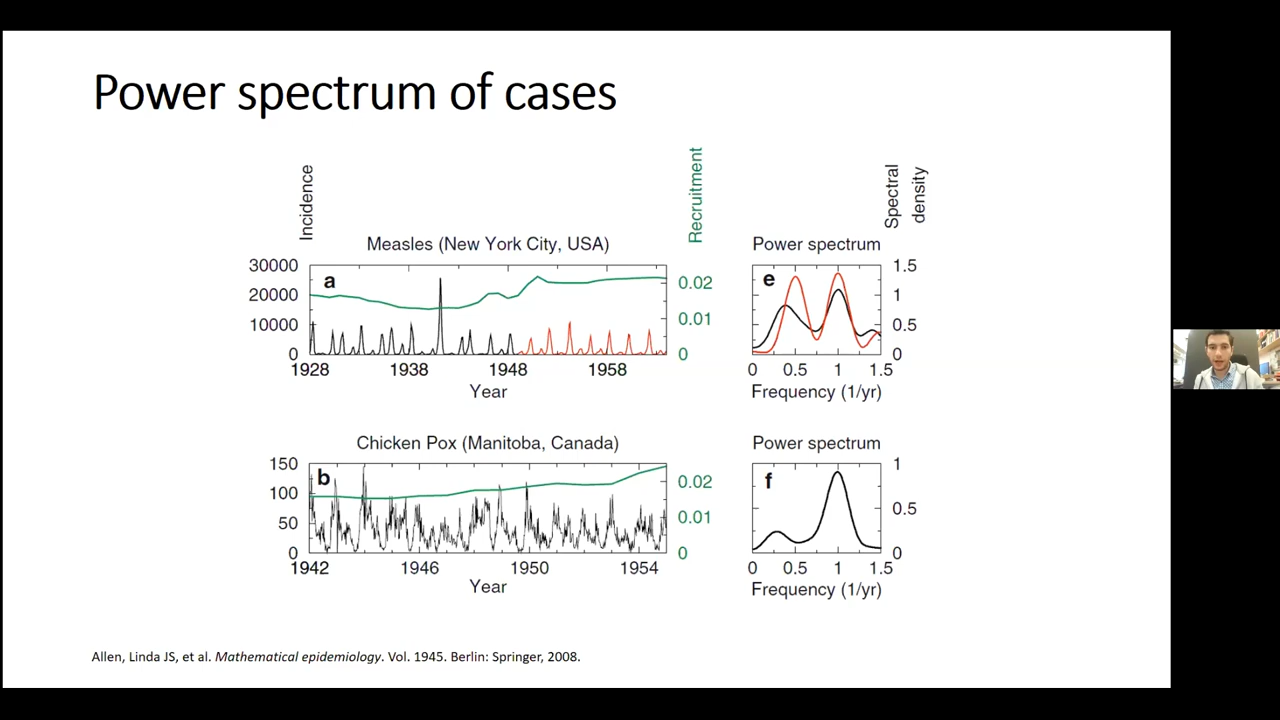 Power spectrum of cases
Incidence
Recruitment
Spectral
density
Measles (New York City, USA)
Power spectrum
30000
20000
10000
0
a
0.02
0.01
0
e
1.5
1
0.5
0
1928
1938
1948
1958
0
0.5
1
1.5
Year
Frequency (1/yr)
Chicken Pox (Manitoba, Canada)
Power spectrum
150
100
50
0
b
0.02
0.01
0
f
1
0.5
0
1942
1946
1950
1954
0
0.5
1
1.5
Year
Frequency (1/yr)
Allen, Linda JS, et al. Mathematical epidemiology. Vol. 1945. Berlin: Springer, 2008.